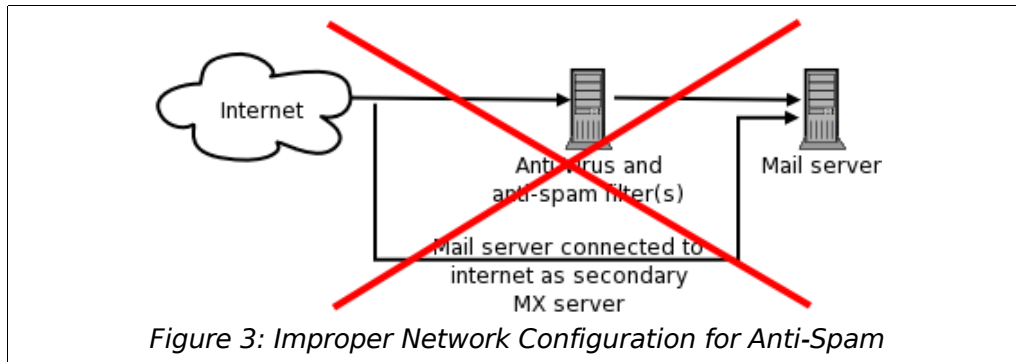 Internet
Anti-virus and
anti-spam filter(s)
Mail server
Mail server connected to
internet as secondary
MX server
Figure 3: Improper Network Configuration for Anti-Spam